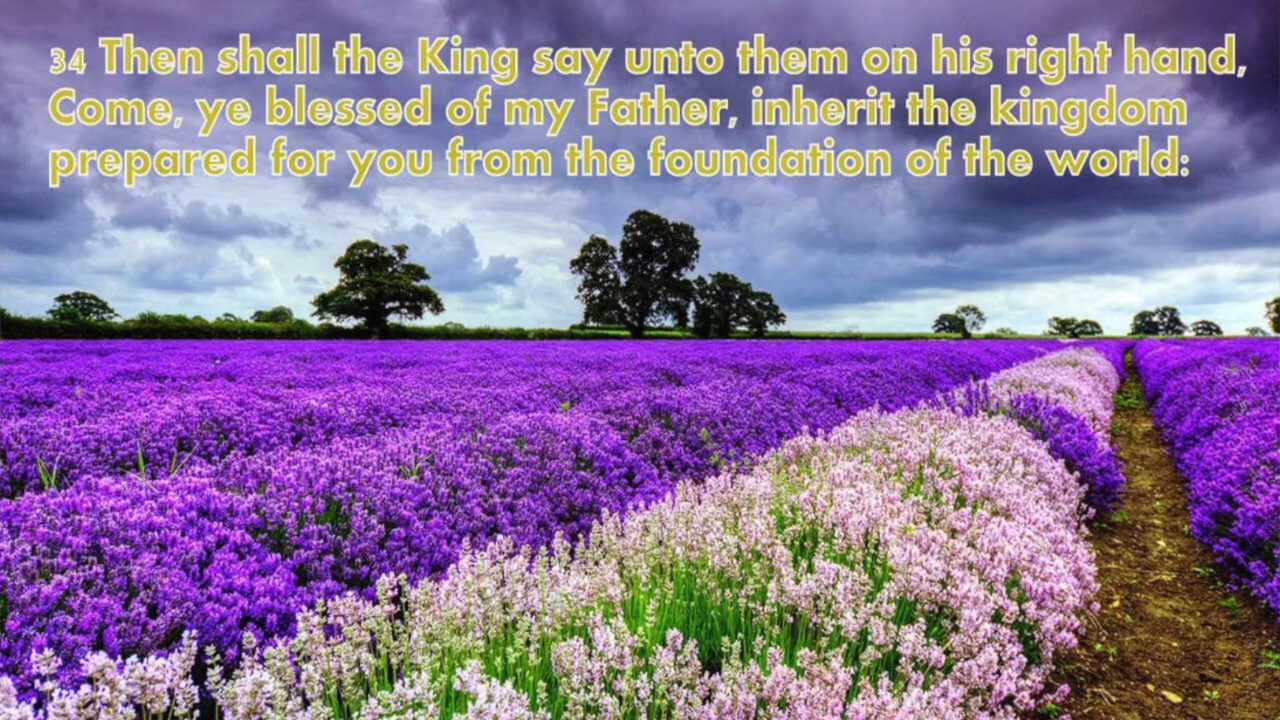 34 Then shall the King say unto them on his right hand,
Come, ye blessed of my Father, inherit the kingdom
prepared for you from the foundation of the world: